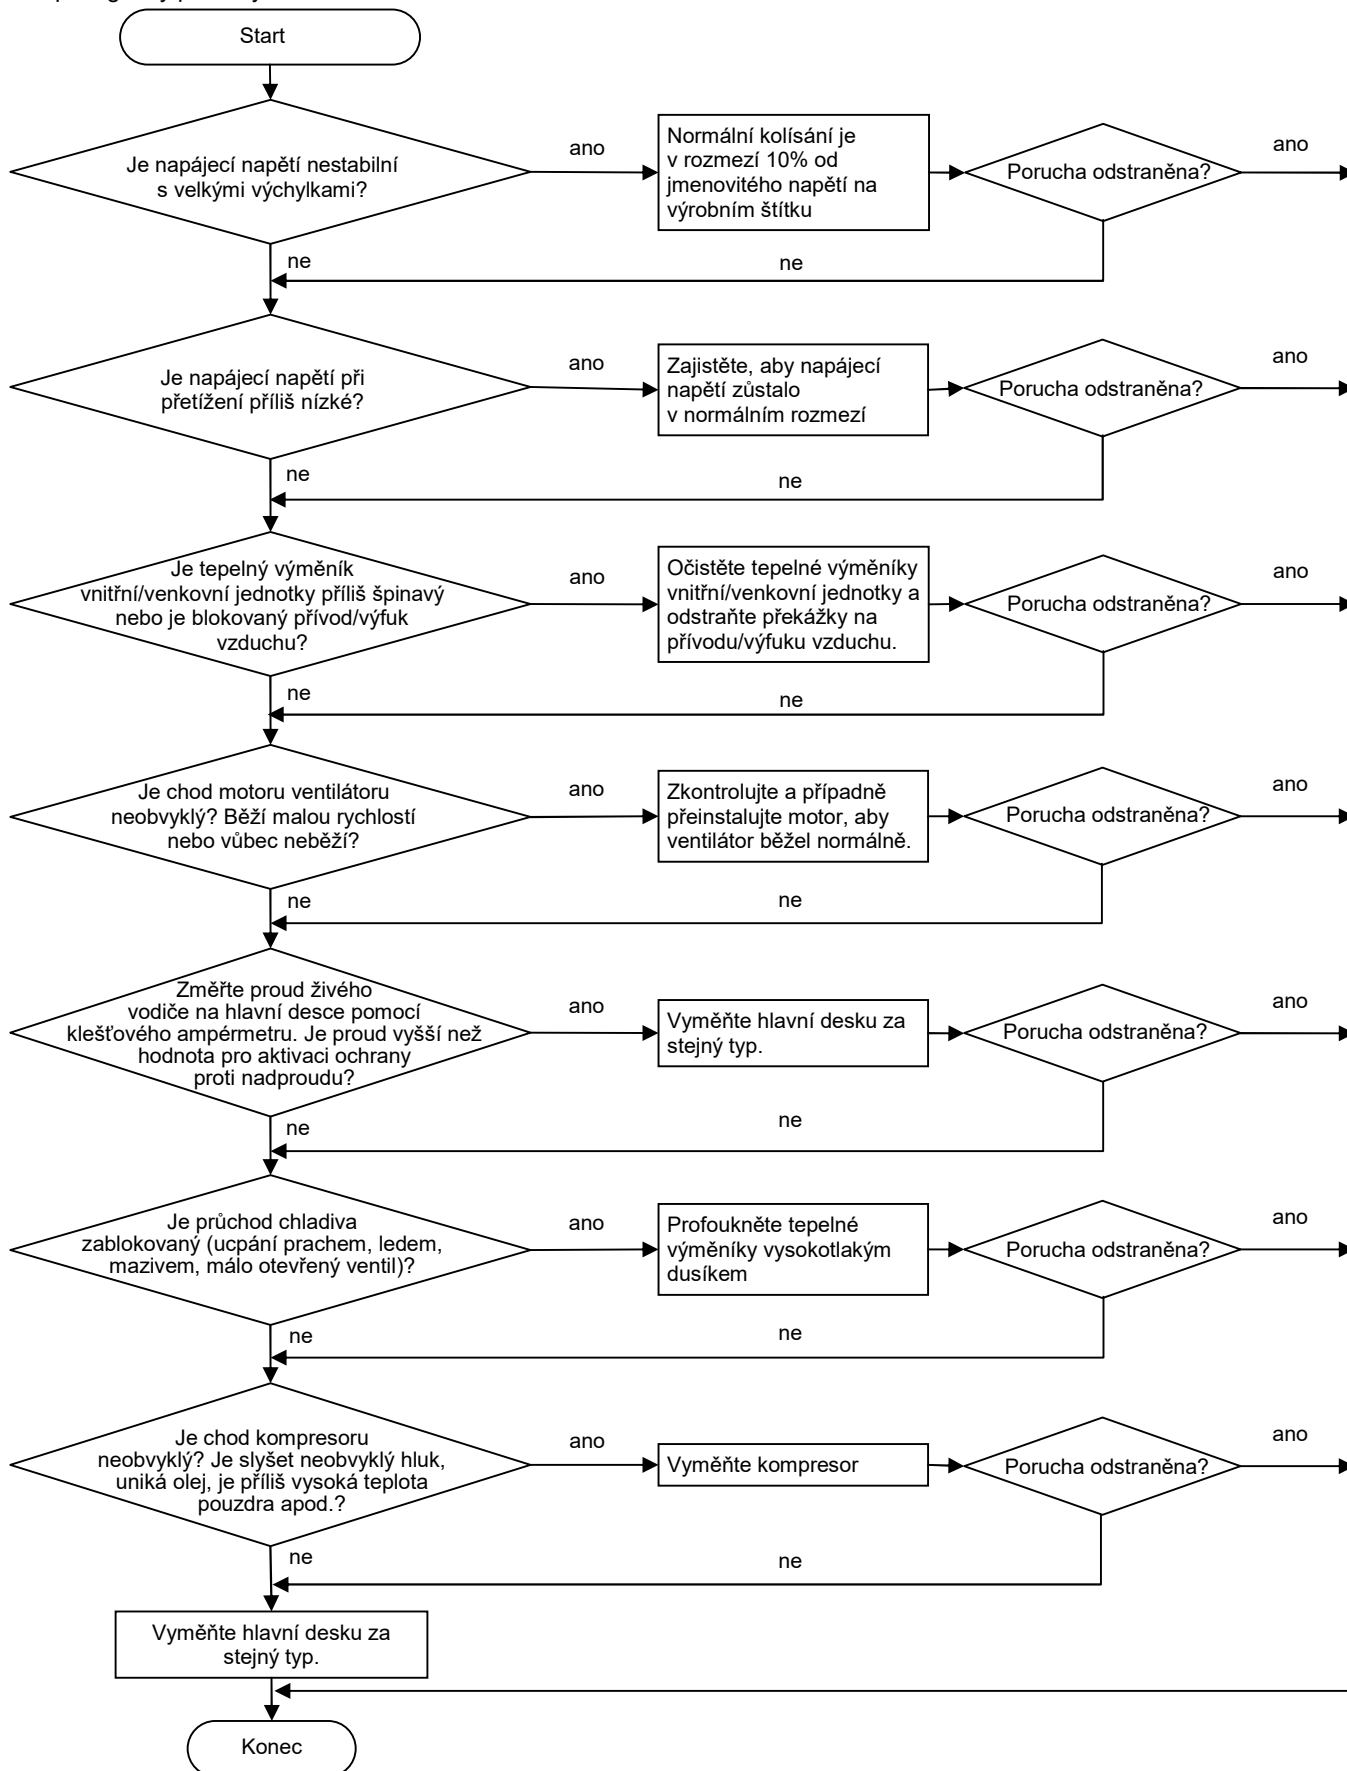 Start
Je napájecí napětí nestabilní
s velkými výchylkami?
ano
Normální kolísání je
v rozmezí 10% od
jmenovitého napětí na
výrobním štítku
Porucha odstraněna?
ano
ne
ne
Je napájecí napětí při
přetížení příliš nízké?
ano
Zajistěte, aby napájecí
napětí zůstalo
v normálním rozmezí
Porucha odstraněna?
ano
ne
ne
Je tepelný výměník
vnitřní/venkovní jednotky příliš špinavý
nebo je blokovaný přívod/výfuk
vzduchu?
ano
Očistěte tepelné výměníky
vnitřní/venkovní jednotky a
odstraňte překážky na
přívodu/výfuku vzduchu.
Porucha odstraněna?
ano
ne
ne
Je chod motoru ventilátoru
neobvyklý? Běží malou rychlostí
nebo vůbec neběží?
ano
Zkontrolujte a případně
přeinstalujte motor, aby
ventilátor běžel normálně.
Porucha odstraněna?
ano
ne
ne
Změřte proud živého
vodiče na hlavní desce pomocí
klešťového ampérmetru. Je proud vyšší než
hodnota pro aktivaci ochrany
proti nadproudu?
ano
Vyměňte hlavní desku za
stejný typ.
Porucha odstraněna?
ano
ne
ne
Je průchod chladiva
zablokovaný (ucpání prachem, ledem,
mazivem, málo otevřený ventil)?
ano
Profoukněte tepelné
výměníky vysokotlakým
dusíkem
Porucha odstraněna?
ano
ne
ne
Je chod kompresoru
neobvyklý? Je slyšet neobvyklý hluk,
uniká olej, je příliš vysoká teplota
pouzdra apod.?
ano
Vyměňte kompresor
Porucha odstraněna?
ano
ne
ne
Vyměňte hlavní desku za
stejný typ.
Konec